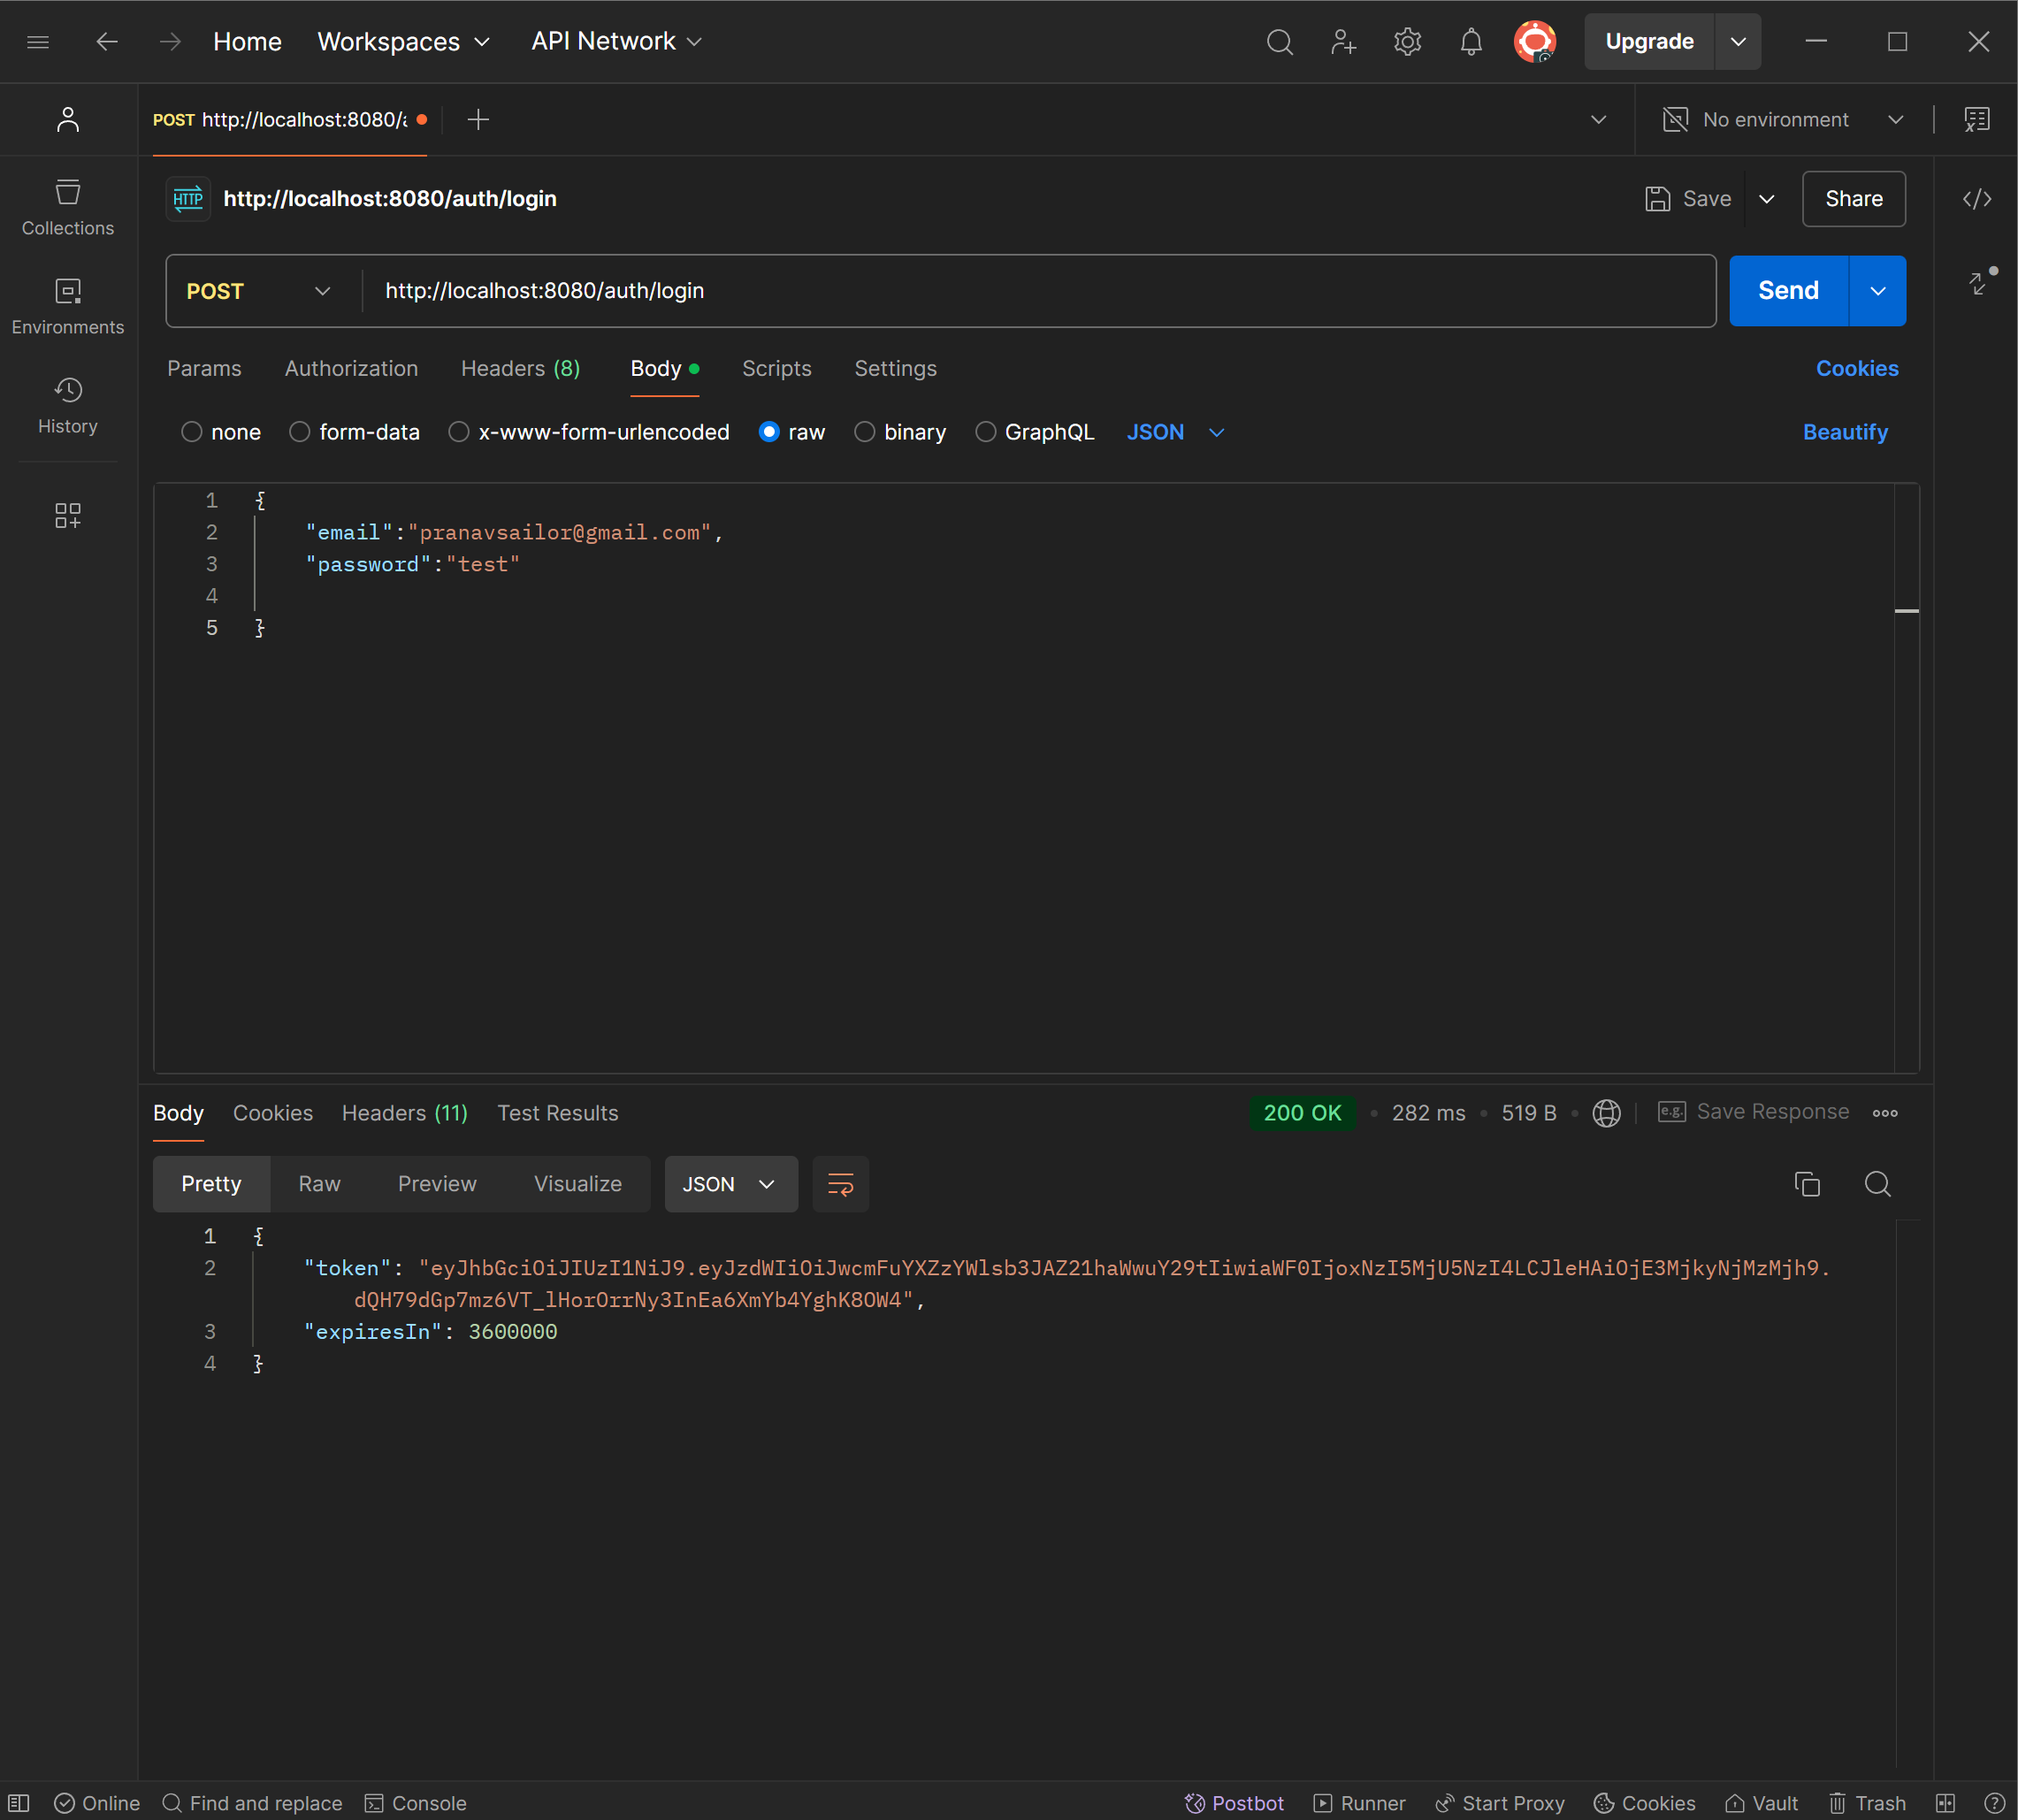 Home Workspaces API Network Upgrade
POST http://localhost:8080/a No environment
HTTP http://localhost:8080/auth/login Save Share
Collections
POST http://localhost:8080/auth/login Send
Environments
Params Authorization Headers (8) Body Scripts Settings Cookies
History
none form-data x-www-form-urlencoded raw binary GraphQL JSON Beautify
1 {
2 "email":"pranavsailor@gmail.com",
3 "password":"test"
4
5 }
Body Cookies Headers (11) Test Results 200 OK • 282 ms • 519 B • e.g. Save Response
Pretty Raw Preview Visualize JSON
1 {
2 "token": "eyJhbGciOiJIUzI1NiJ9.eyJzdWIiOiJwcmFuYXZzYWlsb3JAZ21haWwuY29tIiwiaWF0IjoxNzI5MjU5NzI4LCJleHAiOjE3MjkyNjMzMjh9.
dQH79dGp7mz6VT_lHorOrrNy3InEa6XmYb4YghK8OW4",
3 "expiresIn": 3600000
4 }
Online Find and replace Console Postbot Runner Start Proxy Cookies Vault Trash